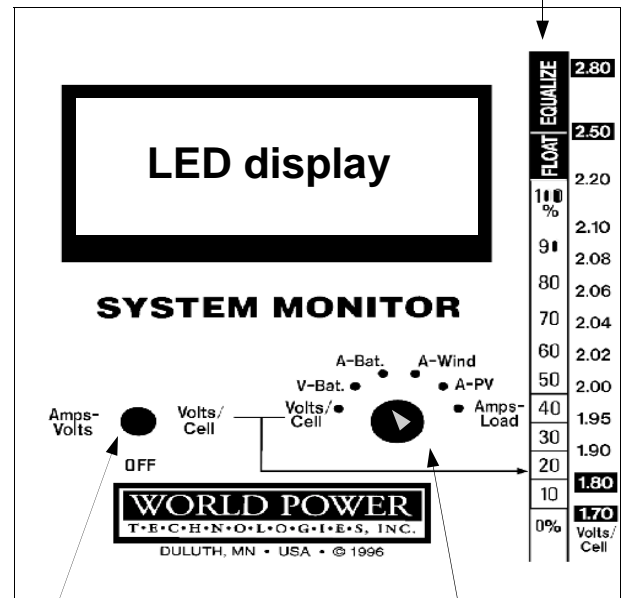 LED display
SYSTEM MONITOR
A-Bat.
A-Wind
V-Bat.
A-PV
Volts/
Cell
Amps-
Load
Amps-
Volts
Volts/
Cell
OFF
WORLD POWER
T•E•C•H•N•O•L•O•G•I•E•S, INC.
DULUTH, MN • USA • © 1996
EQUALIZE
FLOAT
100
%
90
80
70
60
50
40
30
20
10
0%
2.80
2.50
2.20
2.10
2.08
2.06
2.04
2.02
2.00
1.95
1.90
1.80
1.70
Volts/
Cell